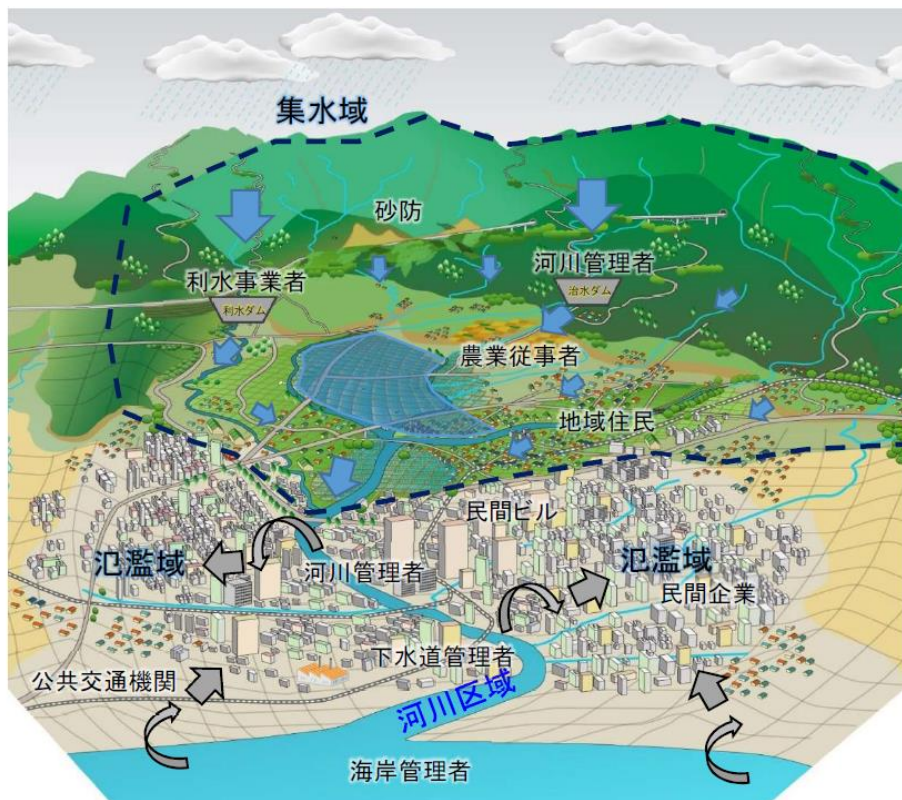 集水域
砂防
利水事業者
河川管理者
利水ダム
治水ダム
農業従事者
地域住民
民間ビル
氾濫域
河川管理者
氾濫域
民間企業
下水道管理者
公共交通機関
河川区域
海岸管理者